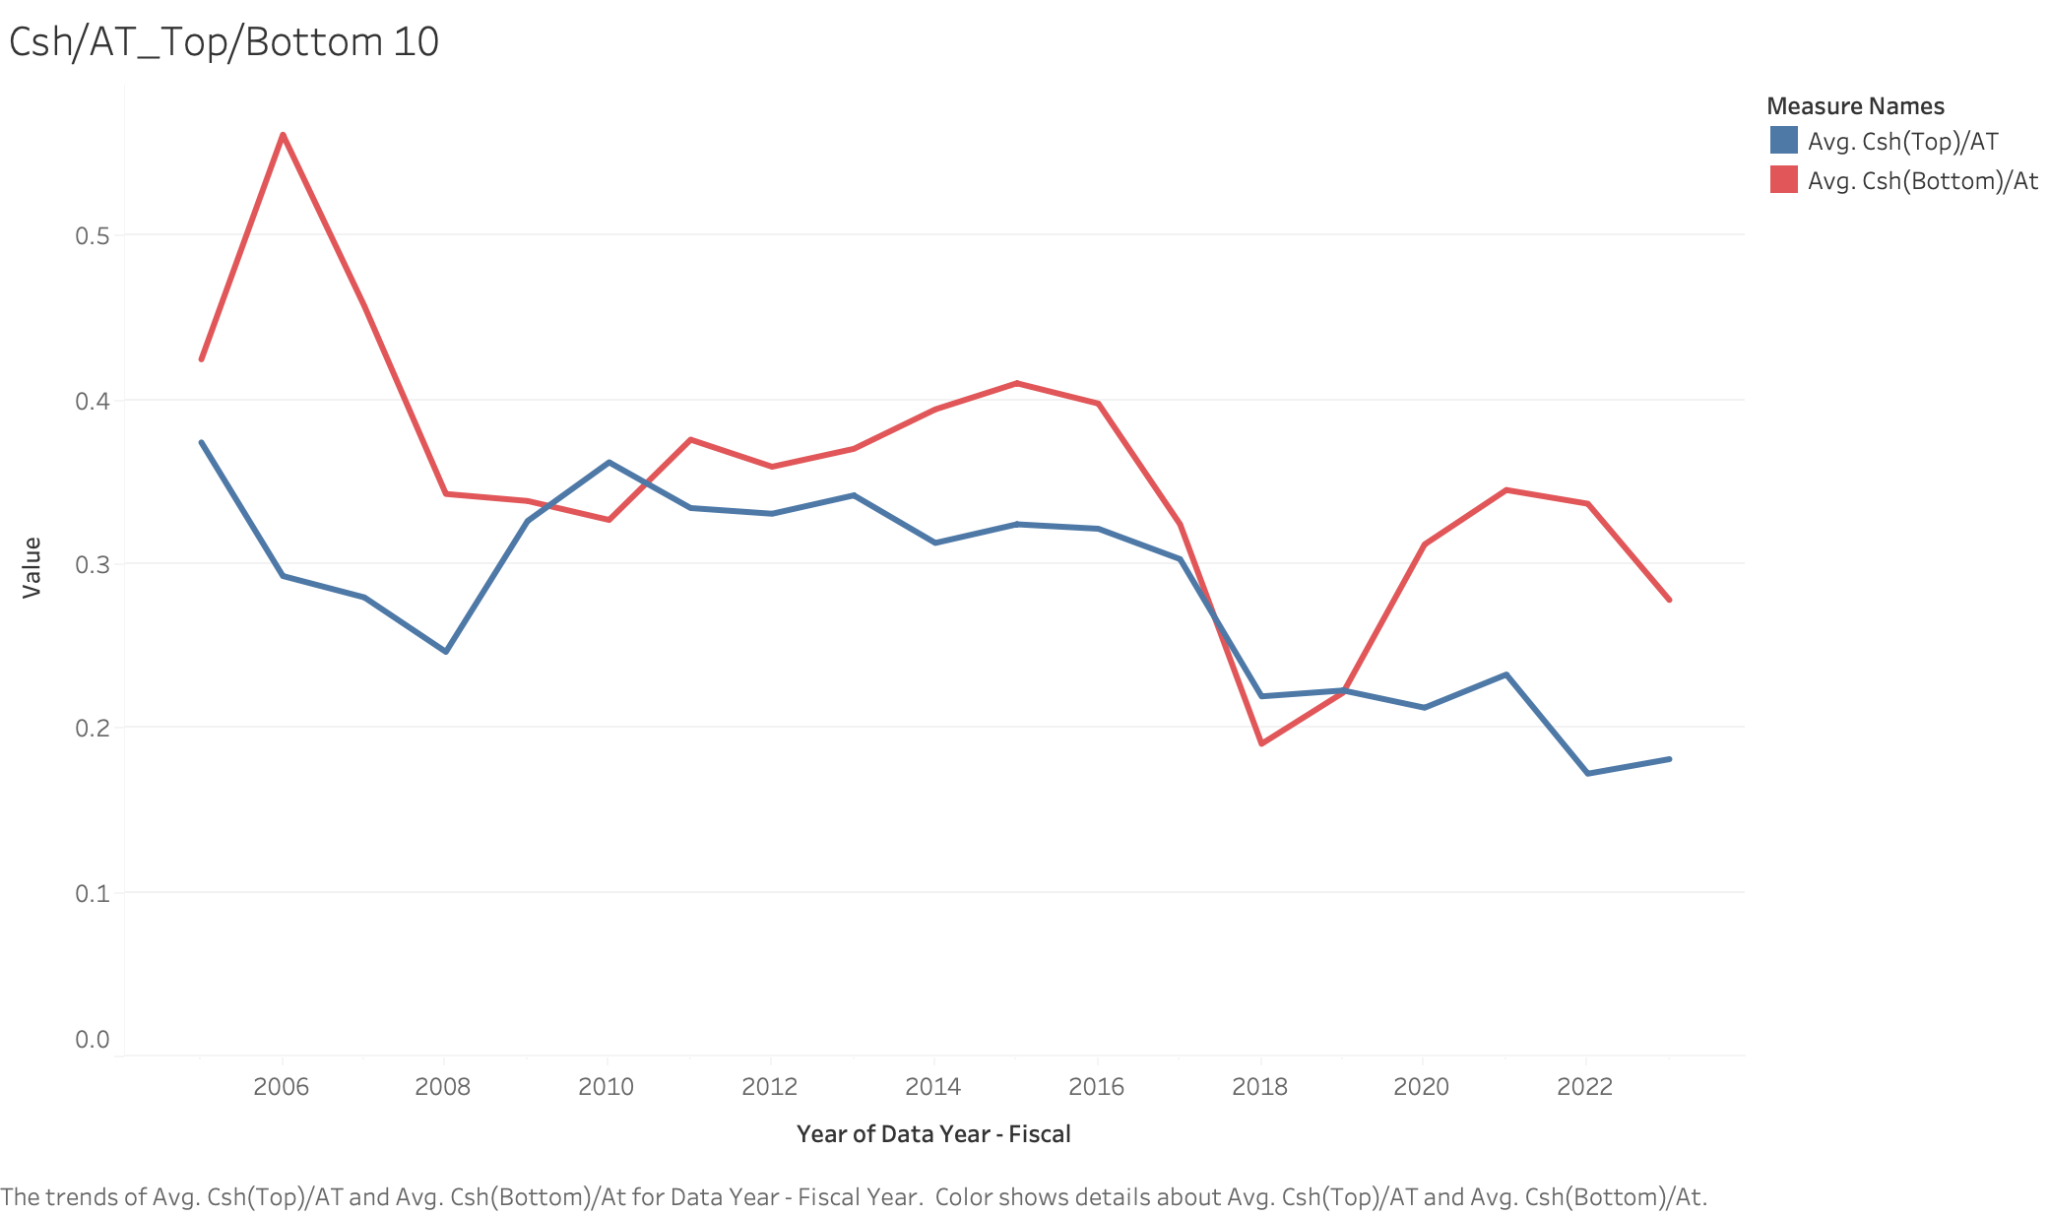 Csh/AT_Top/Bottom 10
Measure Names
Avg. Csh(Top)/AT
Avg. Csh(Bottom)/At
0.5
0.4
0.3
0.2
0.1
0.0
Value
2006 2008 2010 2012 2014 2016 2018 2020 2022
Year of Data Year - Fiscal
The trends of Avg. Csh(Top)/AT and Avg. Csh(Bottom)/At for Data Year - Fiscal Year.  Color shows details about Avg. Csh(Top)/AT and Avg. Csh(Bottom)/At.